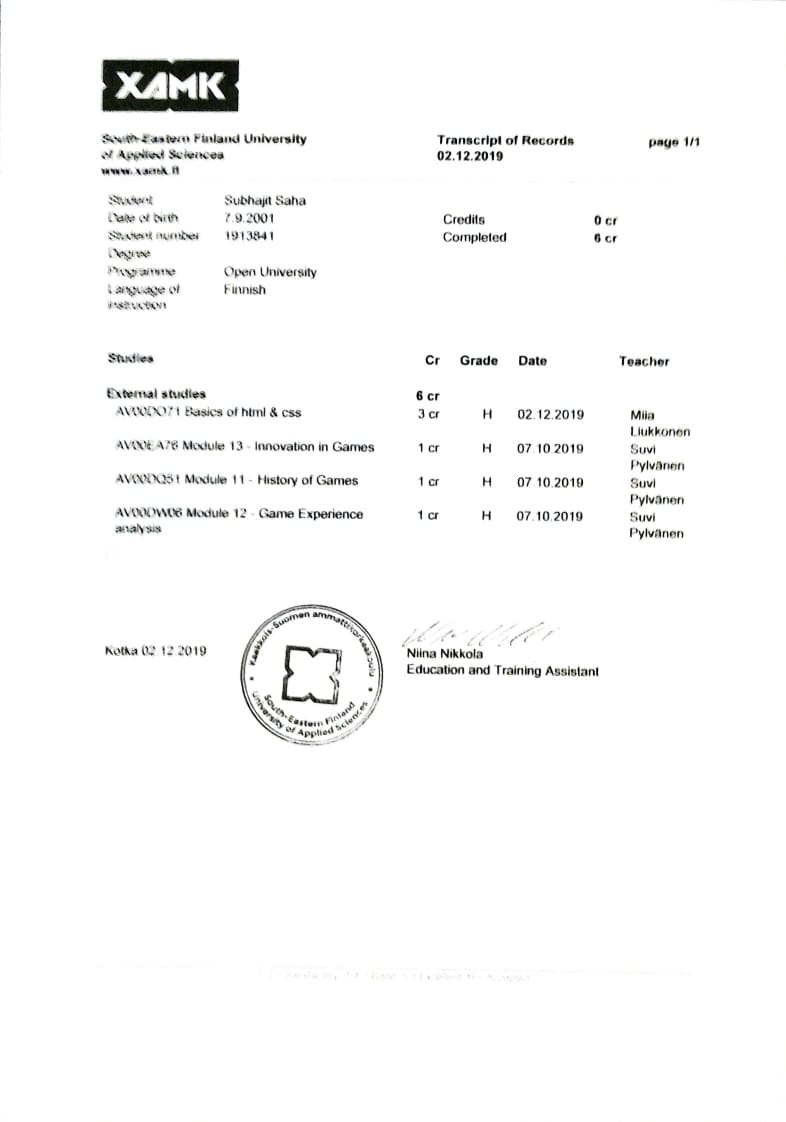 XAMK
South-Eastern Finland University
of Applied Sciences
www.xamk.fi
Transcript of Records
02.12.2019
page 1/1
Student Subhajit Saha
Date of birth 7.9.2001
Student number 1913841
Degree
Programme Open University
Language of Finnish
instruction
Credits 0 cr
Completed 6 cr
Studies Cr Grade Date Teacher
External studies 6 cr
AV00DO71 Basics of html & css 3 cr H 02.12.2019 Miia
Liukkonen
AV00EA76 Module 13 - Innovation in Games 1 cr H 07.10.2019 Suvi
Pylvänen
AV00DQ51 Module 11 - History of Games 1 cr H 07.10.2019 Suvi
Pylvänen
AV00DW06 Module 12 - Game Experience 1 cr H 07.10.2019 Suvi
analysis Pylvänen
Kotka 02.12.2019
Kaakkois-Suomen ammattikorkeakoulu
South-Eastern Finland
University of Applied Sciences
Niina Nikkola
Education and Training Assistant